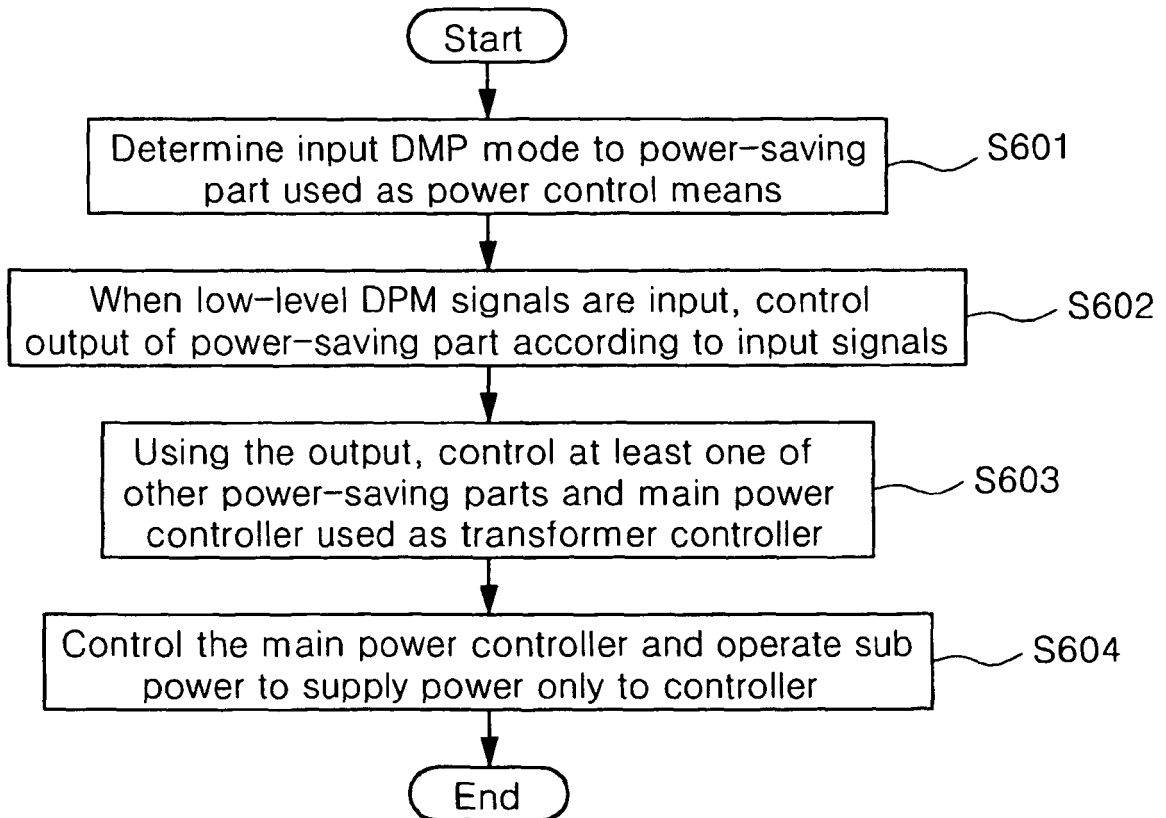 Start
Determine input DMP mode to power-saving
part used as power control means
S601
When low-level DPM signals are input, control
output of power-saving part according to input signals
S602
Using the output, control at least one of
other power-saving parts and main power
controller used as transformer controller
S603
Control the main power controller and operate sub
power to supply power only to controller
S604
End